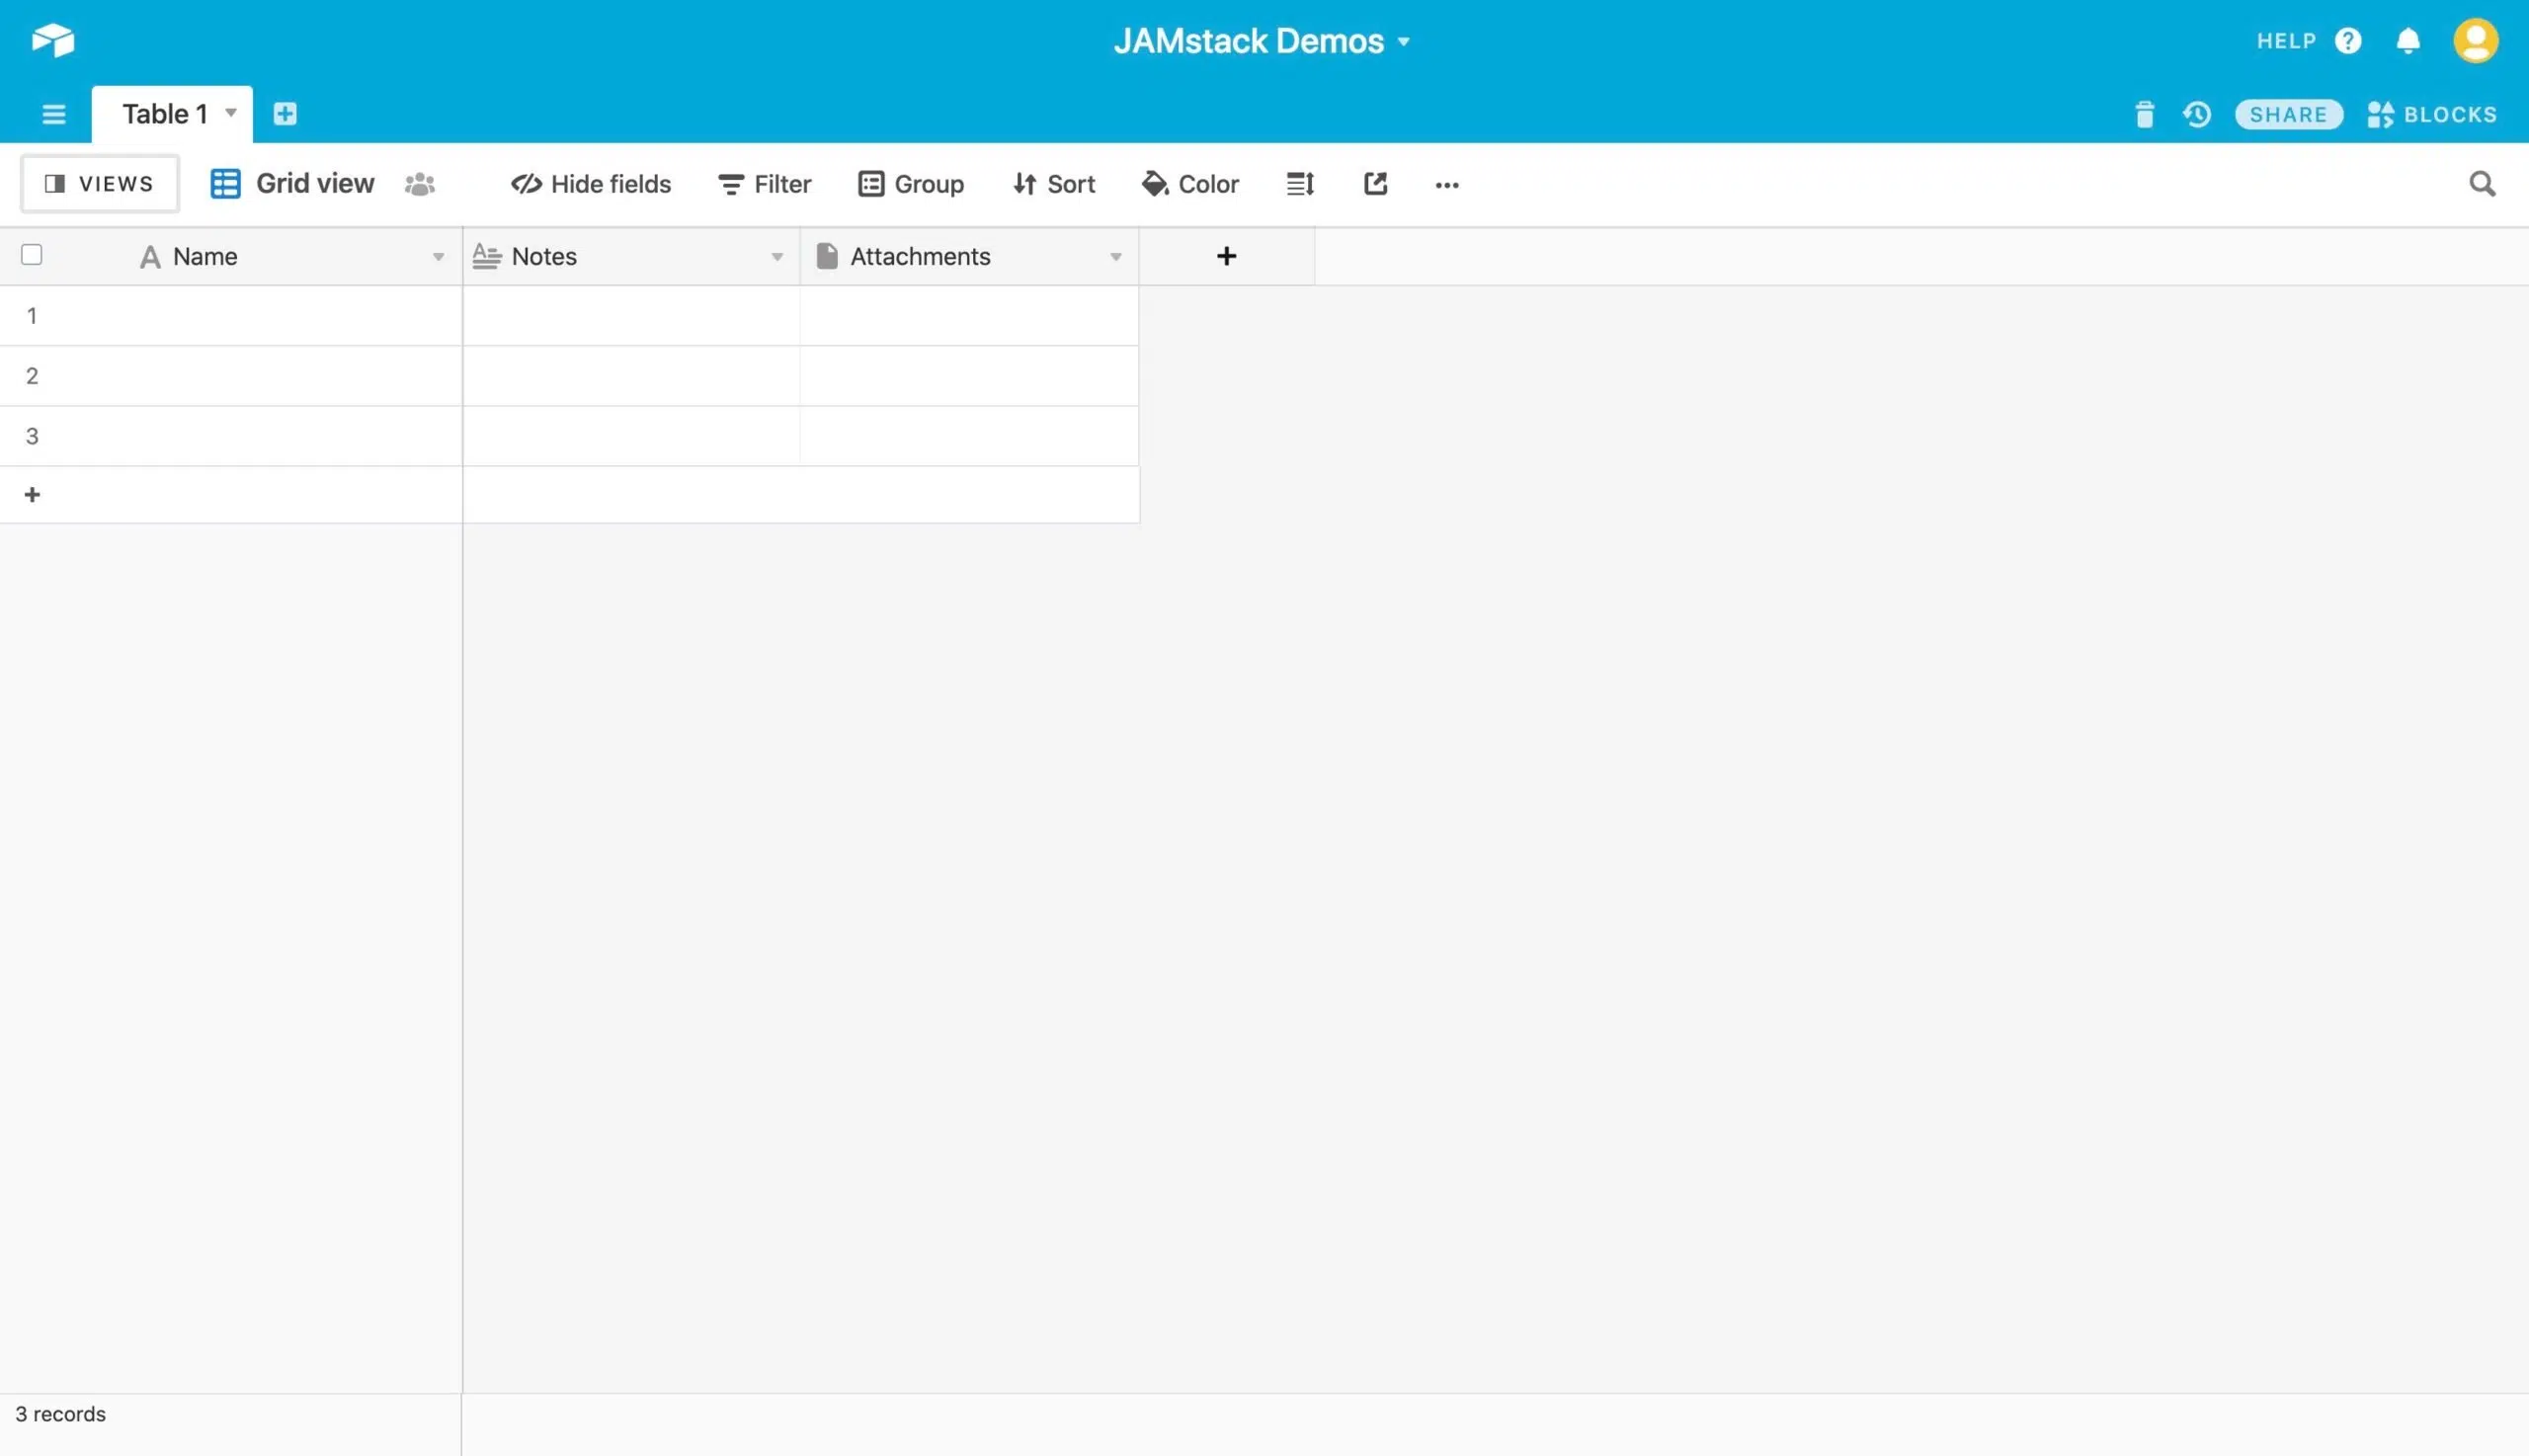 JAMstack Demos
HELP ?
Table 1
SHARE BLOCKS
VIEWS Grid view Hide fields Filter Group Sort Color
A Name Notes Attachments +
1
2
3
+
3 records